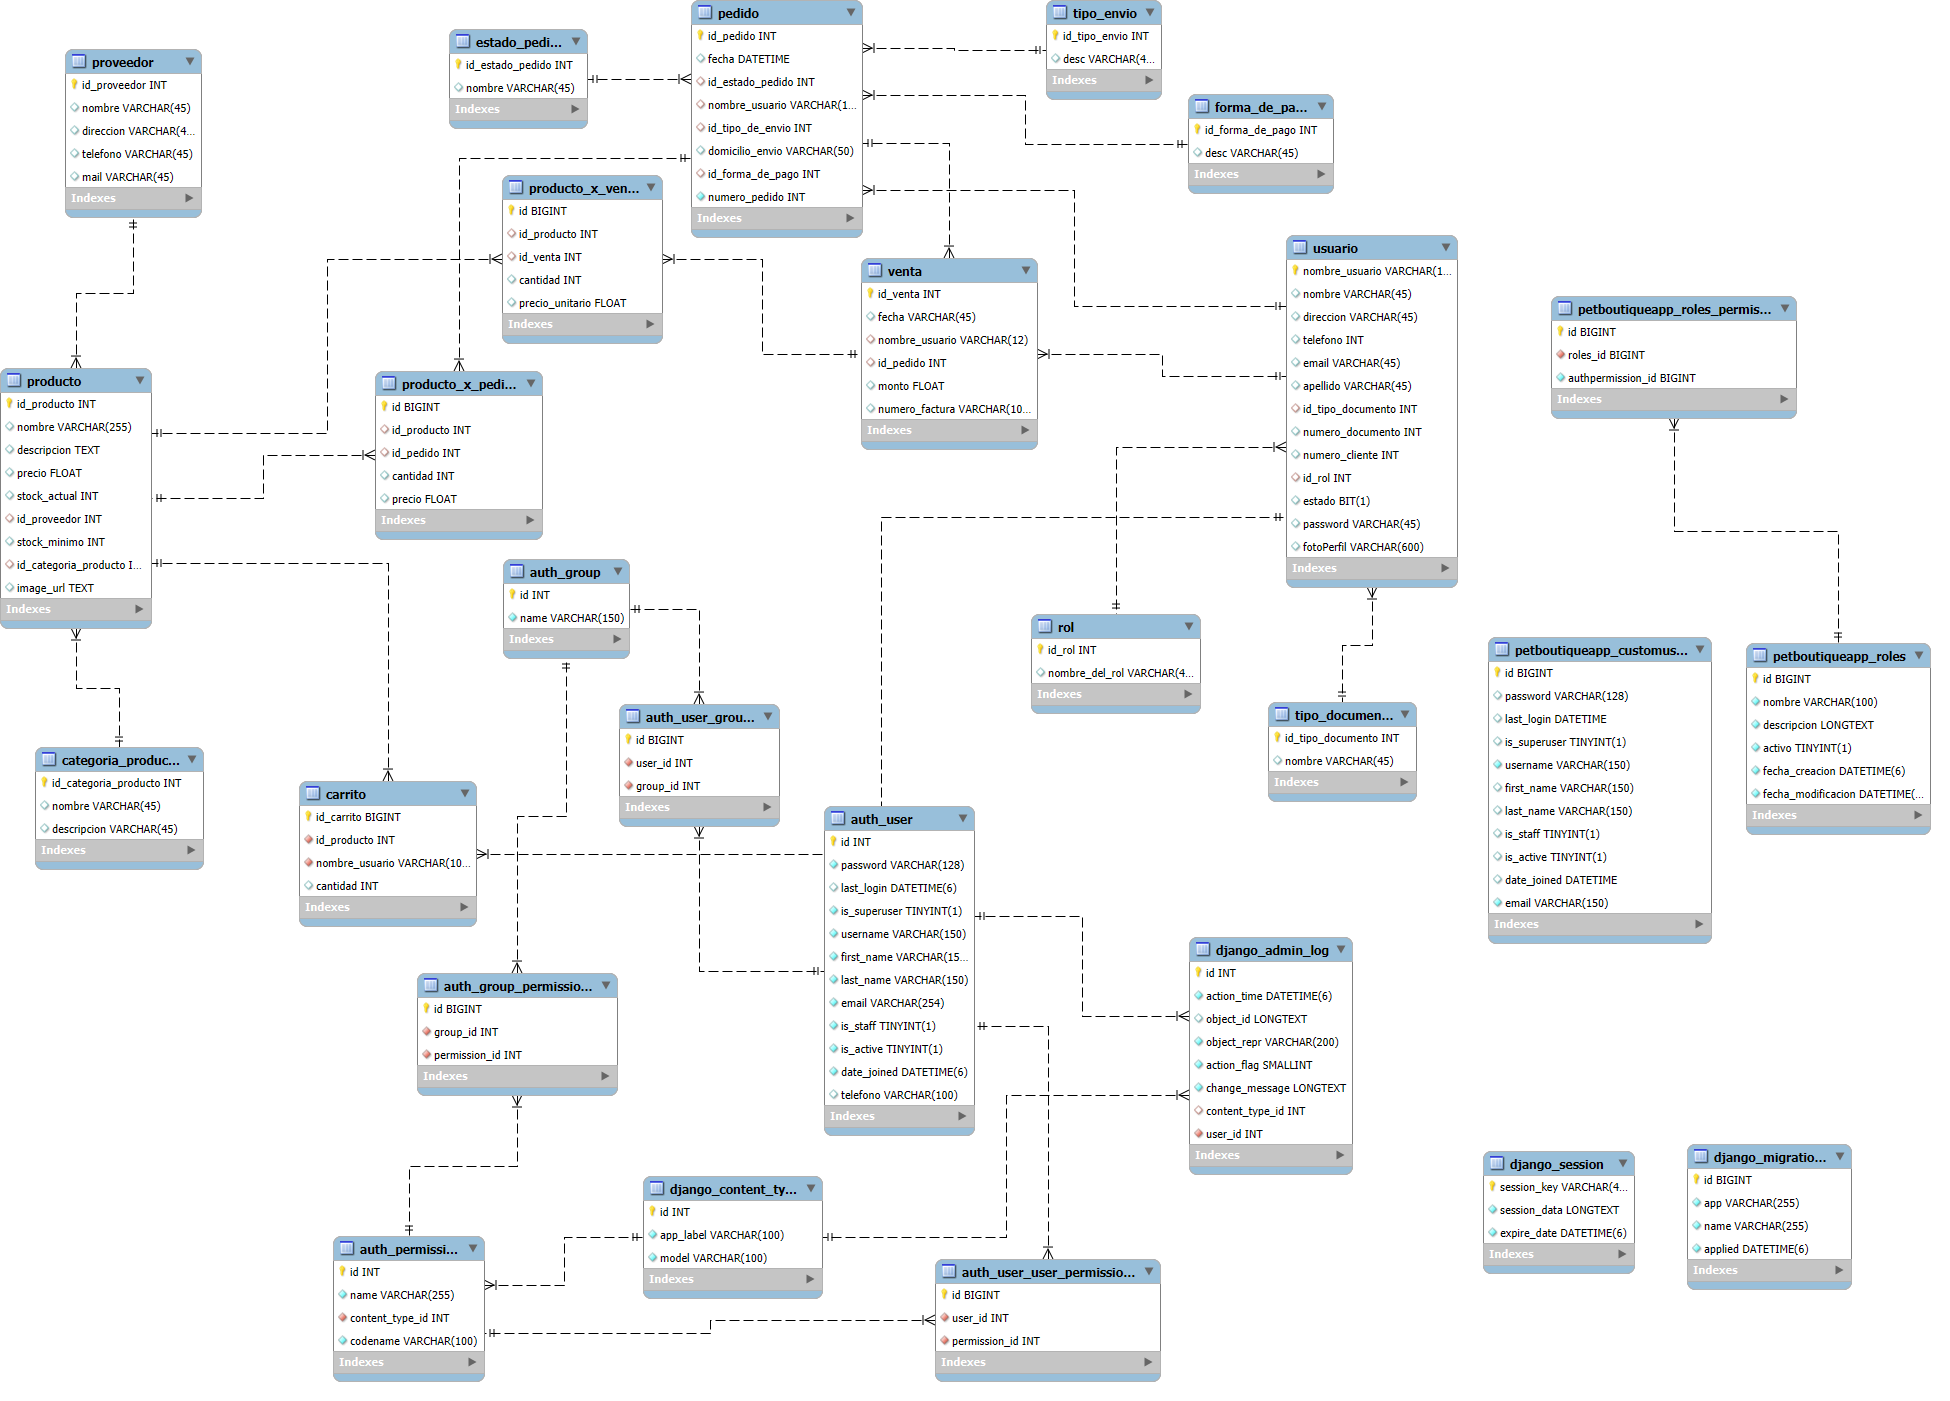 proveedor
id_proveedor INT
nombre VARCHAR(45)
direccion VARCHAR(4...
telefono VARCHAR(45)
mail VARCHAR(45)
Indexes
estado_pedi...
id_estado_pedido INT
nombre VARCHAR(45)
Indexes
pedido
id_pedido INT
fecha DATETIME
id_estado_pedido INT
nombre_usuario VARCHAR(1...
id_tipo_de_envio INT
domicilio_envio VARCHAR(50)
id_forma_de_pago INT
numero_pedido INT
Indexes
tipo_envio
id_tipo_envio INT
desc VARCHAR(4...
Indexes
forma_de_pa...
id_forma_de_pago INT
desc VARCHAR(45)
Indexes
producto_x_ven...
id BIGINT
id_producto INT
id_venta INT
cantidad INT
precio_unitario FLOAT
Indexes
venta
id_venta INT
fecha VARCHAR(45)
nombre_usuario VARCHAR(12)
id_pedido INT
monto FLOAT
numero_factura VARCHAR(10...
Indexes
usuario
nombre_usuario VARCHAR(1...
nombre VARCHAR(45)
direccion VARCHAR(45)
telefono INT
email VARCHAR(45)
apellido VARCHAR(45)
id_tipo_documento INT
numero_documento INT
numero_cliente INT
id_rol INT
estado BIT(1)
password VARCHAR(45)
fotoPerfil VARCHAR(600)
Indexes
petboutiqueapp_roles_permis...
id BIGINT
roles_id BIGINT
authpermission_id BIGINT
Indexes
producto
id_producto INT
nombre VARCHAR(255)
descripcion TEXT
precio FLOAT
stock_actual INT
id_proveedor INT
stock_minimo INT
id_categoria_producto I...
image_url TEXT
Indexes
producto_x_pedi...
id BIGINT
id_producto INT
id_pedido INT
cantidad INT
precio FLOAT
Indexes
auth_group
id INT
name VARCHAR(150)
Indexes
rol
id_rol INT
nombre_del_rol VARCHAR(4...
Indexes
tipo_documen...
id_tipo_documento INT
nombre VARCHAR(45)
Indexes
petboutiqueapp_customus...
id BIGINT
password VARCHAR(128)
last_login DATETIME
is_superuser TINYINT(1)
username VARCHAR(150)
first_name VARCHAR(150)
last_name VARCHAR(150)
is_staff TINYINT(1)
is_active TINYINT(1)
date_joined DATETIME
email VARCHAR(150)
Indexes
petboutiqueapp_roles
id BIGINT
nombre VARCHAR(100)
descripcion LONGTEXT
activo TINYINT(1)
fecha_creacion DATETIME(6)
fecha_modificacion DATETIME(...
Indexes
auth_user_grou...
id BIGINT
user_id INT
group_id INT
Indexes
categoria_produc...
id_categoria_producto INT
nombre VARCHAR(45)
descripcion VARCHAR(45)
Indexes
carrito
id_carrito BIGINT
id_producto INT
nombre_usuario VARCHAR(10...
cantidad INT
Indexes
auth_user
id INT
password VARCHAR(128)
last_login DATETIME(6)
is_superuser TINYINT(1)
username VARCHAR(150)
first_name VARCHAR(15...
last_name VARCHAR(150)
email VARCHAR(254)
is_staff TINYINT(1)
is_active TINYINT(1)
date_joined DATETIME(6)
telefono VARCHAR(100)
Indexes
django_admin_log
id INT
action_time DATETIME(6)
object_id LONGTEXT
object_repr VARCHAR(200)
action_flag SMALLINT
change_message LONGTEXT
content_type_id INT
user_id INT
Indexes
auth_group_permissio...
id BIGINT
group_id INT
permission_id INT
Indexes
django_session
session_key VARCHAR(4...
session_data LONGTEXT
expire_date DATETIME(6)
Indexes
django_migratio...
id BIGINT
app VARCHAR(255)
name VARCHAR(255)
applied DATETIME(6)
Indexes
django_content_ty...
id INT
app_label VARCHAR(100)
model VARCHAR(100)
Indexes
auth_permissi...
id INT
name VARCHAR(255)
content_type_id INT
codename VARCHAR(100)
Indexes
auth_user_user_permissio...
id BIGINT
user_id INT
permission_id INT
Indexes